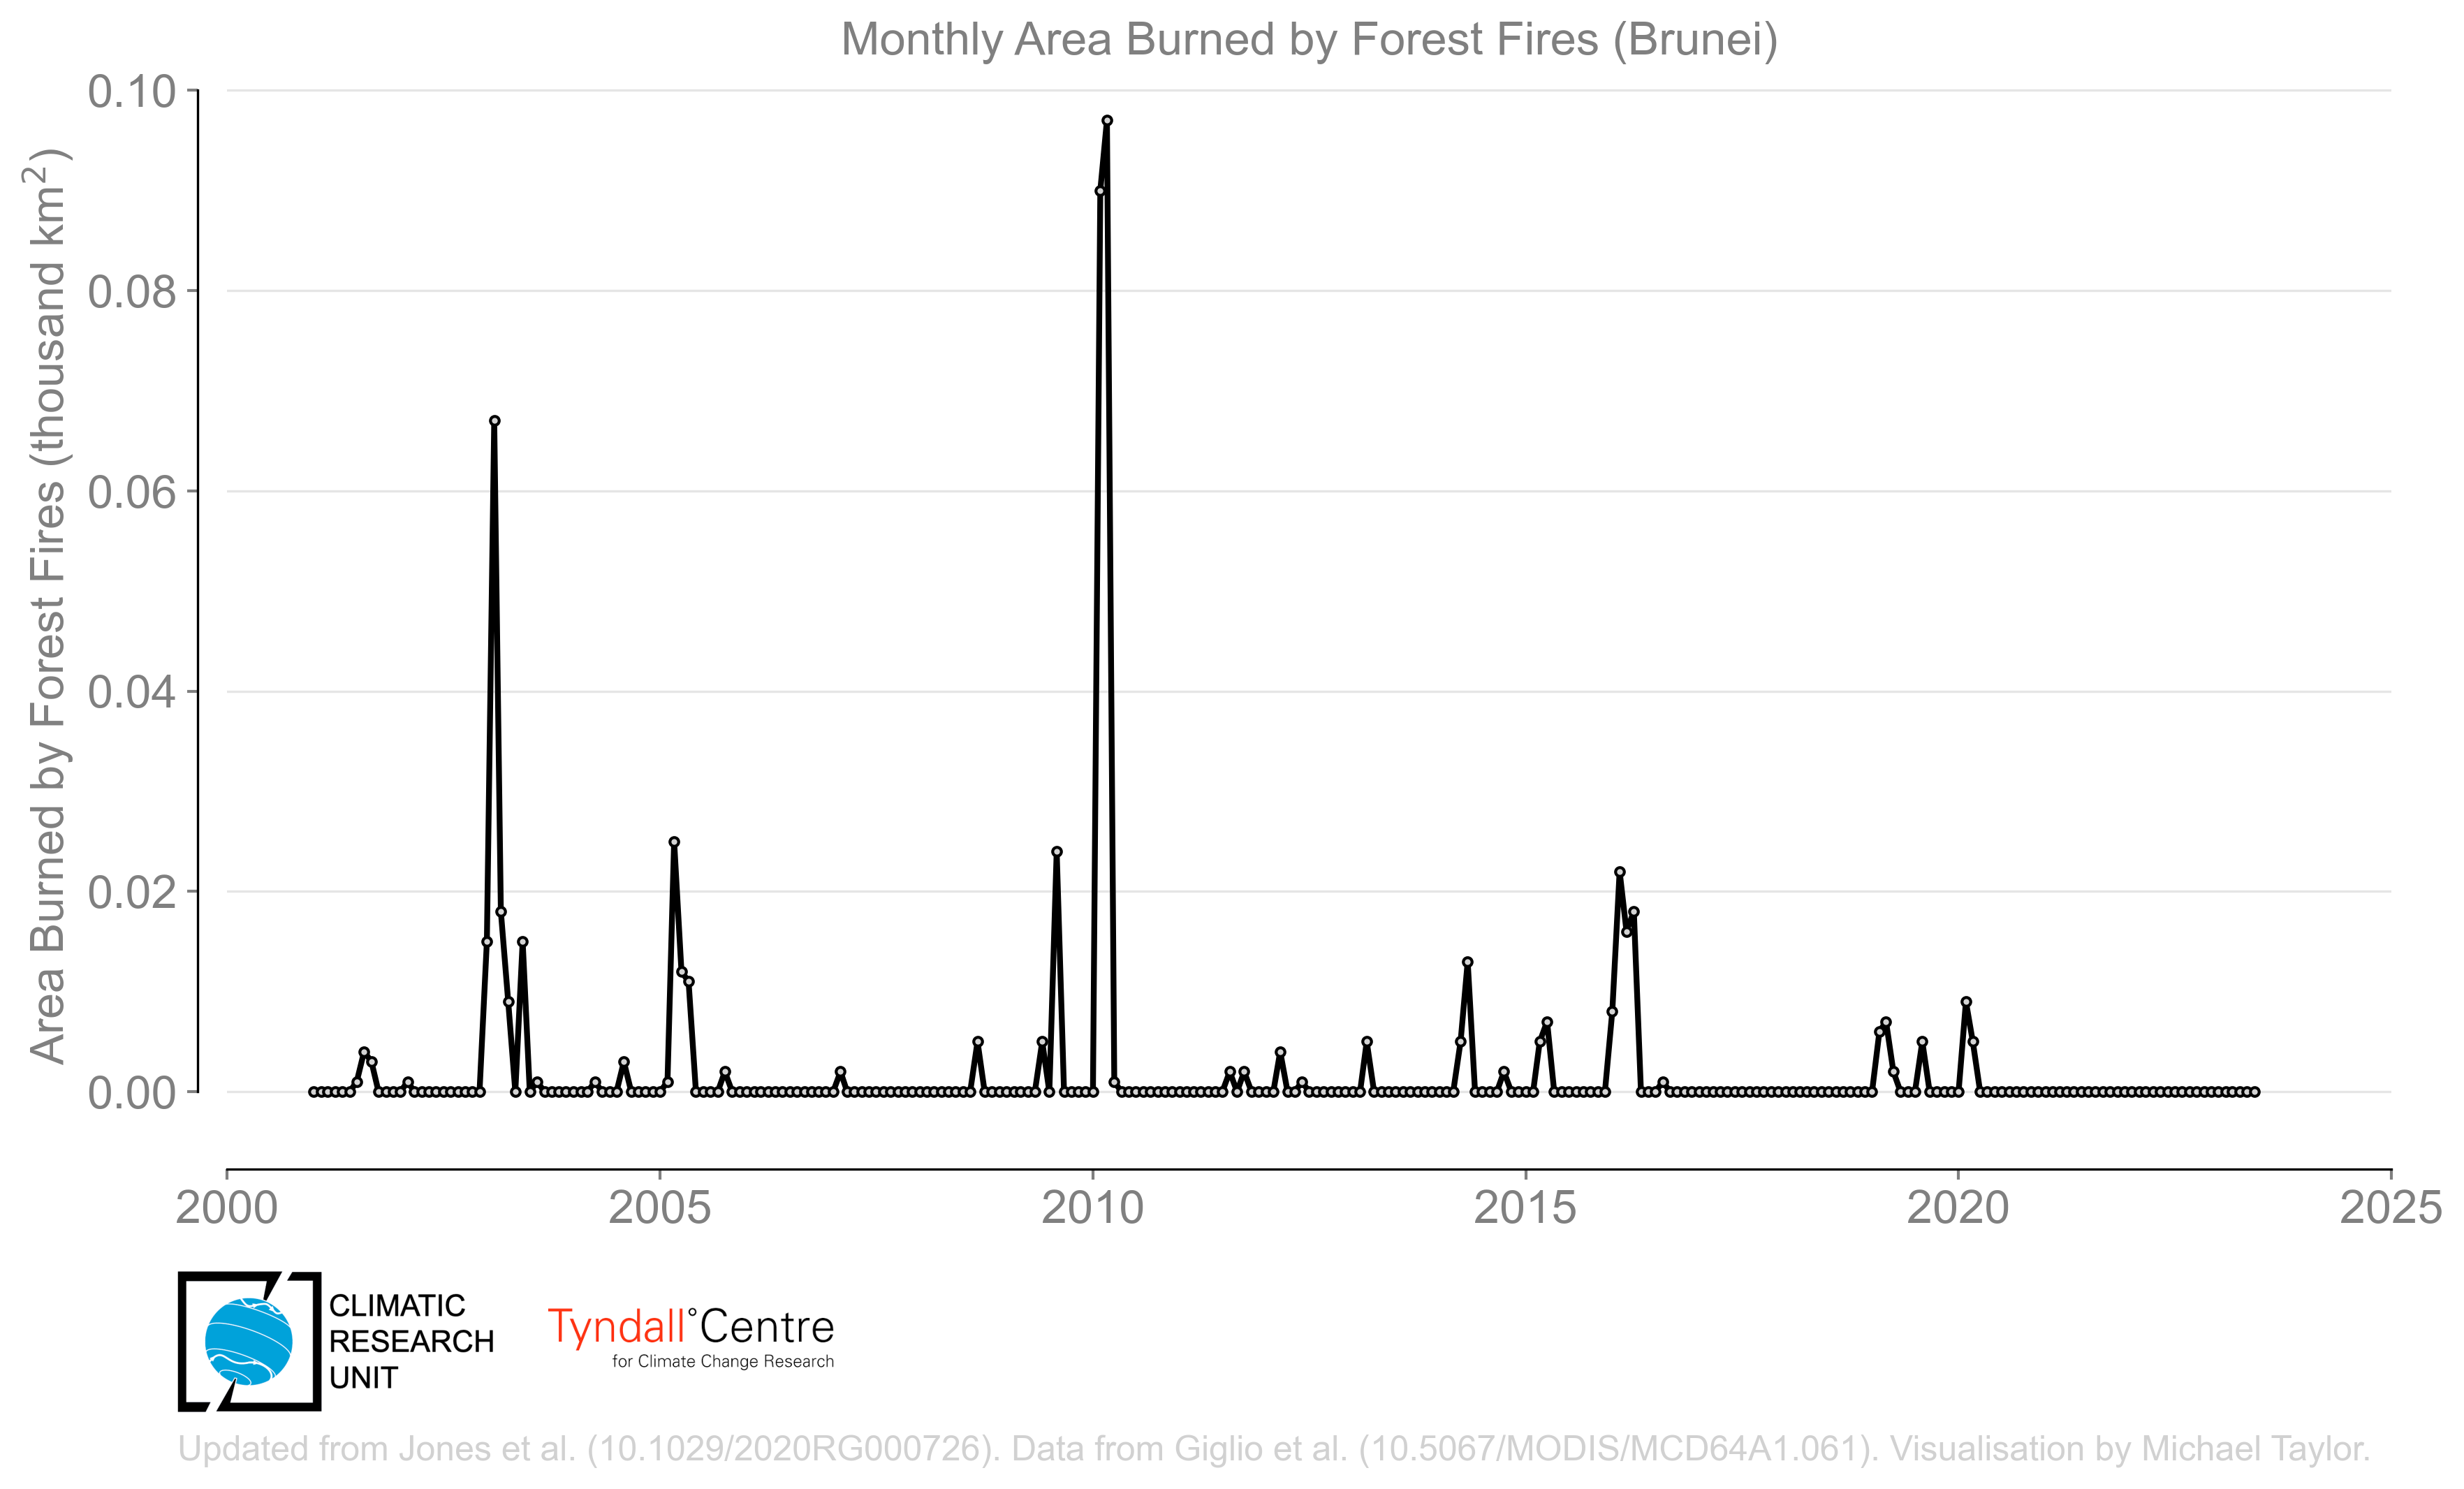 Monthly Area Burned by Forest Fires (Brunei)
Area Burned by Forest Fires (thousand km²)
0.10
0.08
0.06
0.04
0.02
0.00
2000 2005 2010 2015 2020 2025
CLIMATIC
RESEARCH
UNIT
Tyndall°Centre
for Climate Change Research
Updated from Jones et al. (10.1029/2020RG000726). Data from Giglio et al. (10.5067/MODIS/MCD64A1.061). Visualisation by Michael Taylor.